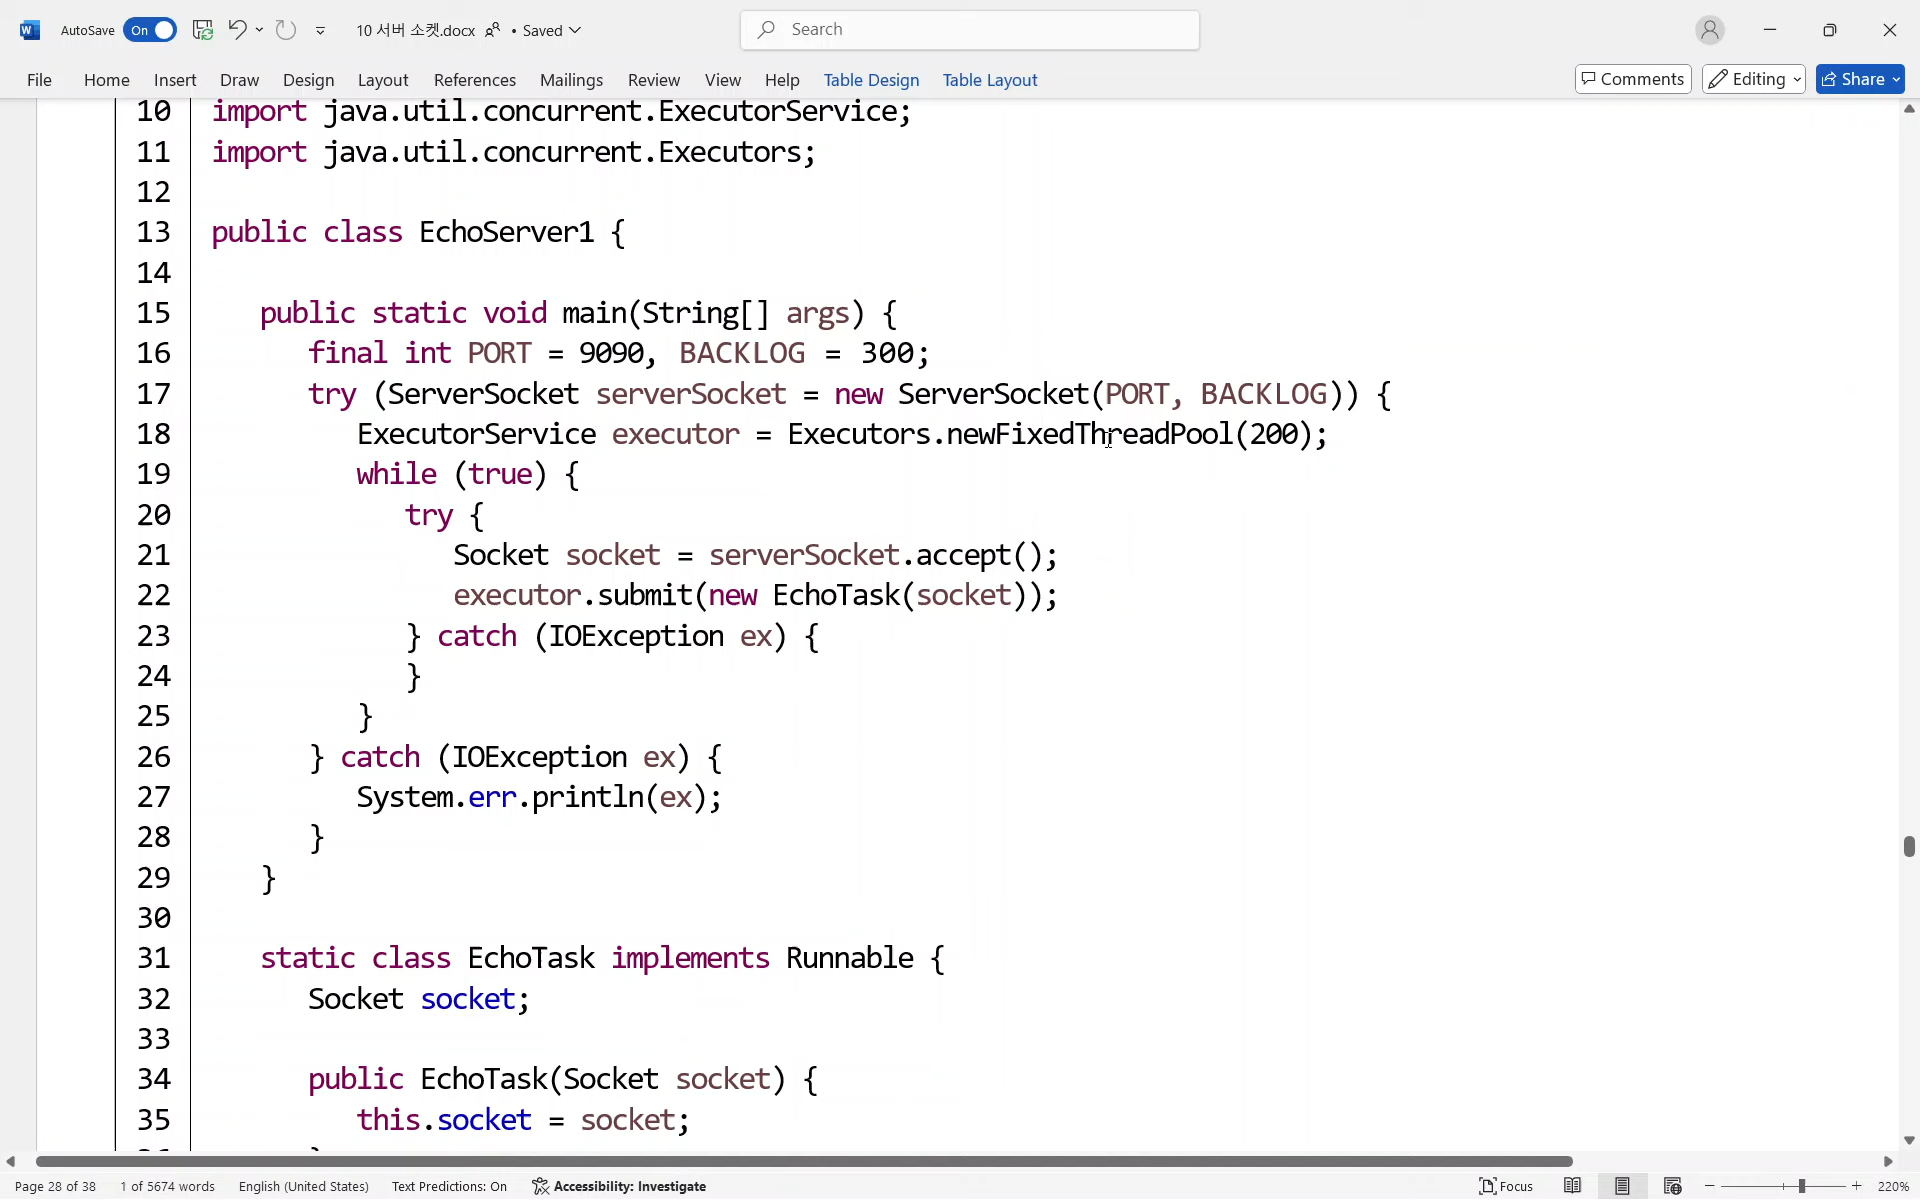 AutoSave On 10 서버 소켓.docx • Saved Search
File Home Insert Draw Design Layout References Mailings Review View Help Table Design Table Layout Comments Editing Share
10 import java.util.concurrent.ExecutorService;
11 import java.util.concurrent.Executors;
12
13 public class EchoServer1 {
14
15 public static void main(String[] args) {
16 final int PORT = 9090, BACKLOG = 300;
17 try (ServerSocket serverSocket = new ServerSocket(PORT, BACKLOG)) {
18 ExecutorService executor = Executors.newFixedThreadPool(200);
19 while (true) {
20 try {
21 Socket socket = serverSocket.accept();
22 executor.submit(new EchoTask(socket));
23 } catch (IOException ex) {
24 }
25 }
26 } catch (IOException ex) {
27 System.err.println(ex);
28 }
29 }
30
31 static class EchoTask implements Runnable {
32 Socket socket;
33
34 public EchoTask(Socket socket) {
35 this.socket = socket;
Page 28 of 38 1 of 5674 words English (United States) Text Predictions: On Accessibility: Investigate Focus 220%